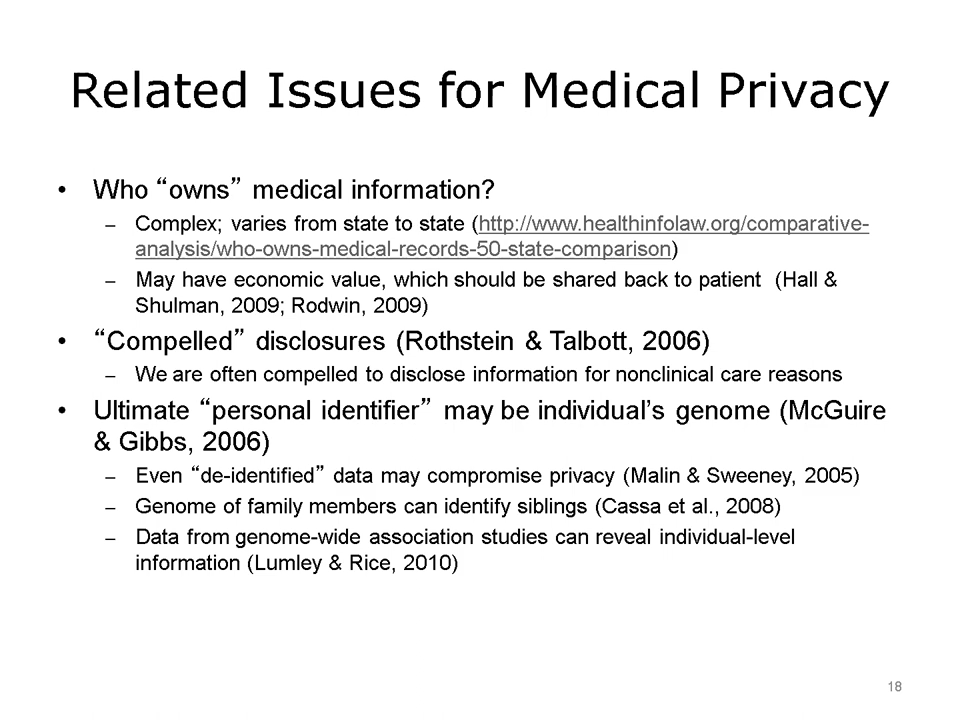 Related Issues for Medical Privacy
• Who “owns” medical information?
– Complex; varies from state to state (http://www.healthinfolaw.org/comparative-
analysis/who-owns-medical-records-50-state-comparison)
– May have economic value, which should be shared back to patient (Hall &
Shulman, 2009; Rodwin, 2009)
• “Compelled” disclosures (Rothstein & Talbott, 2006)
– We are often compelled to disclose information for nonclinical care reasons
• Ultimate “personal identifier” may be individual’s genome (McGuire
& Gibbs, 2006)
– Even “de-identified” data may compromise privacy (Malin & Sweeney, 2005)
– Genome of family members can identify siblings (Cassa et al., 2008)
– Data from genome-wide association studies can reveal individual-level
information (Lumley & Rice, 2010)
18